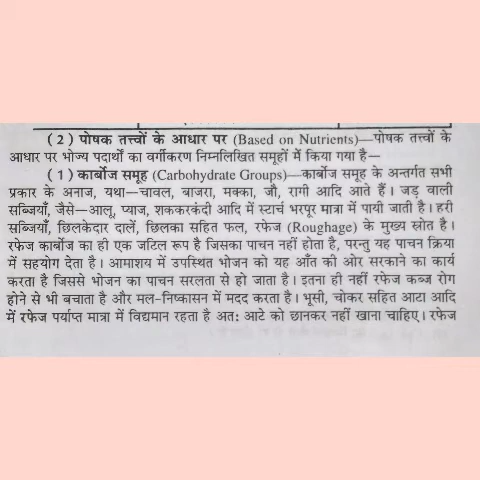 (2) पोषक तत्त्वों के आधार पर (Based on Nutrients)—पोषक तत्त्वों के
आधार पर भोज्य पदार्थों का वर्गीकरण निम्नलिखित समूहों में किया गया है—
(1) कार्बोज समूह (Carbohydrate Groups)—कार्बोज समूह के अन्तर्गत सभी
प्रकार के अनाज, यथा—चावल, बाजरा, मक्का, जौ, रागी आदि आते हैं। जड़ वाली
सब्जियाँ, जैसे—आलू, प्याज, शक्करकंदी आदि में स्टार्च भरपूर मात्रा में पायी जाती है। हरी
सब्जियाँ, छिलकेदार दालें, छिलका सहित फल, रफेज (Roughage) के मुख्य स्रोत है।
रफेज कार्बोज का ही एक जटिल रूप है जिसका पाचन नहीं होता है, परन्तु यह पाचन क्रिया
में सहयोग देता है। आमाशय में उपस्थित भोजन को यह आँत की ओर सरकाने का कार्य
करता है जिससे भोजन का पाचन सरलता से हो जाता है। इतना ही नहीं रफेज कब्ज रोग
होने से भी बचाता है और मल-निष्कासन में मदद करता है। भूसी, चोकर सहित आटा आदि
में रफेज पर्याप्त मात्रा में विद्यमान रहता है अतः आटे को छानकर नहीं खाना चाहिए। रफेज